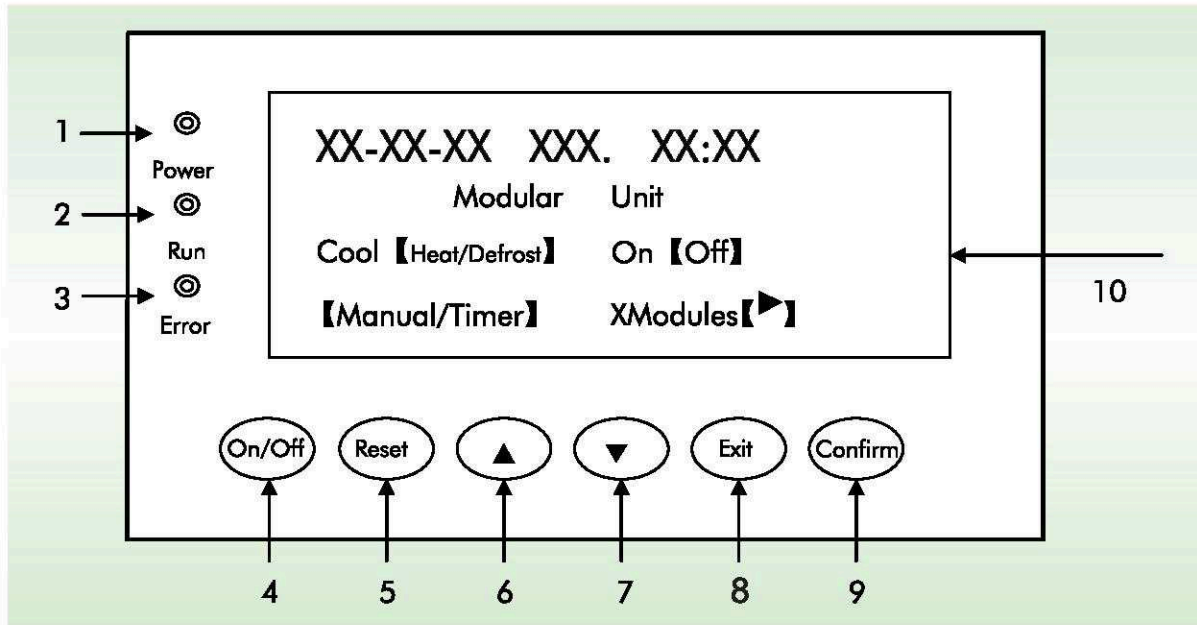 XX-XX-XX XXX. XX:XX
Modular Unit
Cool【Heat/Defrost】 On【Off】
【Manual/Timer】 XModules【▶】
1
Power
2
Run
3
Error
10
On/Off Reset ▲ ▼ Exit Confirm
4 5 6 7 8 9